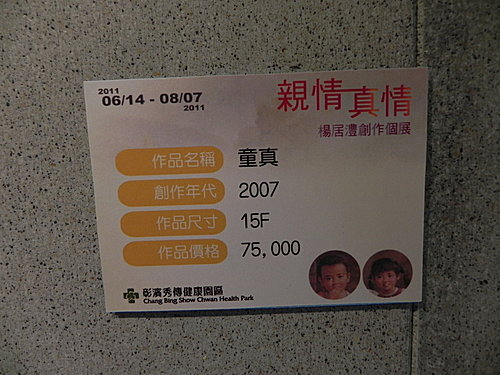 2011
06/14 - 08/07
2011
親情真情
楊居澧創作個展
作品名稱 童真
創作年代 2007
作品尺寸 15F
作品價格 75,000
彰濱秀傳健康園區
Chang Bing Show Chwan Health Park